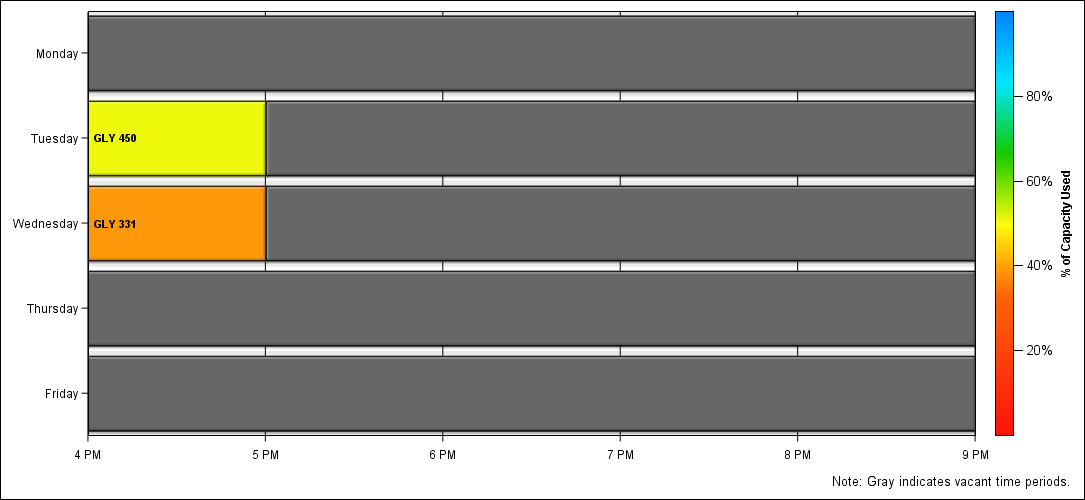 Monday
Tuesday
GLY 450
Wednesday
GLY 331
Thursday
Friday
4 PM 5 PM 6 PM 7 PM 8 PM 9 PM
80%
60%
40%
20%
% of Capacity Used
Note: Gray indicates vacant time periods.